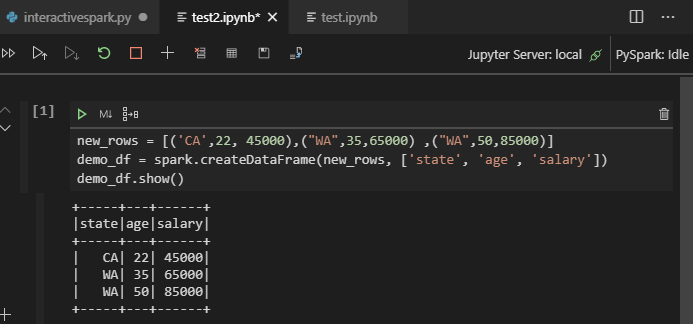 interactivespark.py
test2.ipynb*
test.ipynb
Jupyter Server: local
PySpark: Idle
[1]
M↓
new_rows = [('CA',22, 45000),("WA",35,65000) ,("WA",50,85000)]
demo_df = spark.createDataFrame(new_rows, ['state', 'age', 'salary'])
demo_df.show()
+-----+---+------+
|state|age|salary|
+-----+---+------+
|   CA| 22| 45000|
|   WA| 35| 65000|
|   WA| 50| 85000|
+-----+---+------+